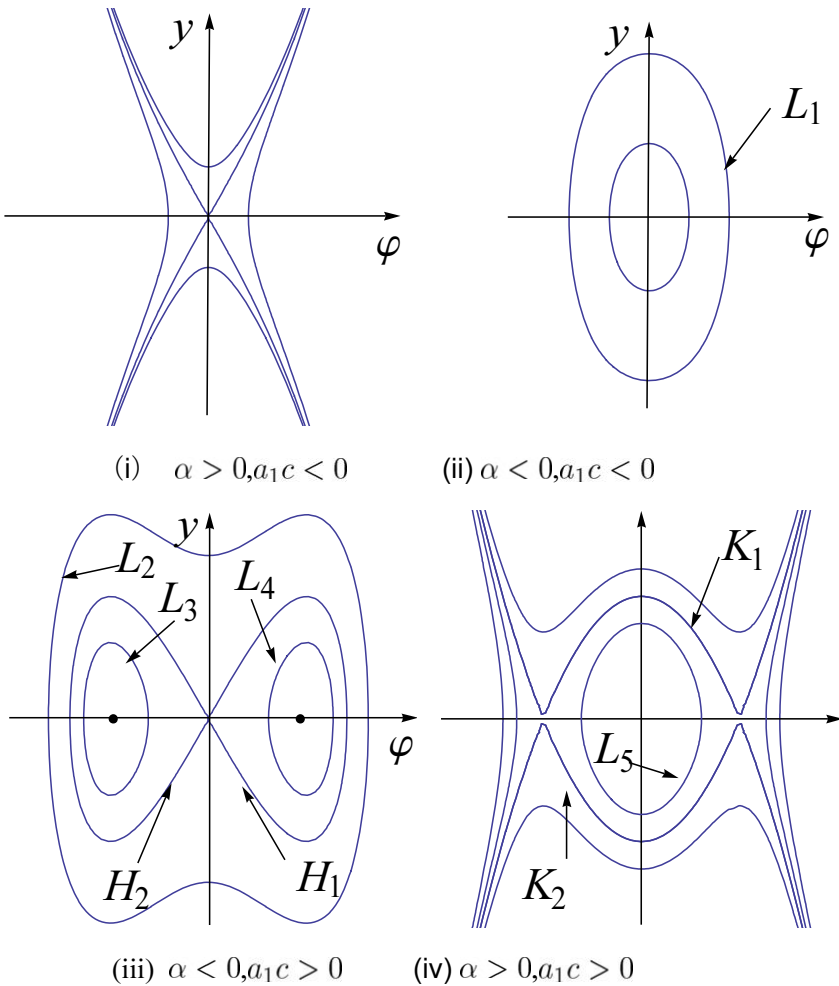 y
y
L₁
φ
φ
(i) α > 0,a₁c < 0
(ii) α < 0,a₁c < 0
y
L₂
L₃
L₄
K₁
L₅
φ
H₂
H₁
K₂
(iii) α < 0,a₁c > 0
(iv) α > 0,a₁c > 0